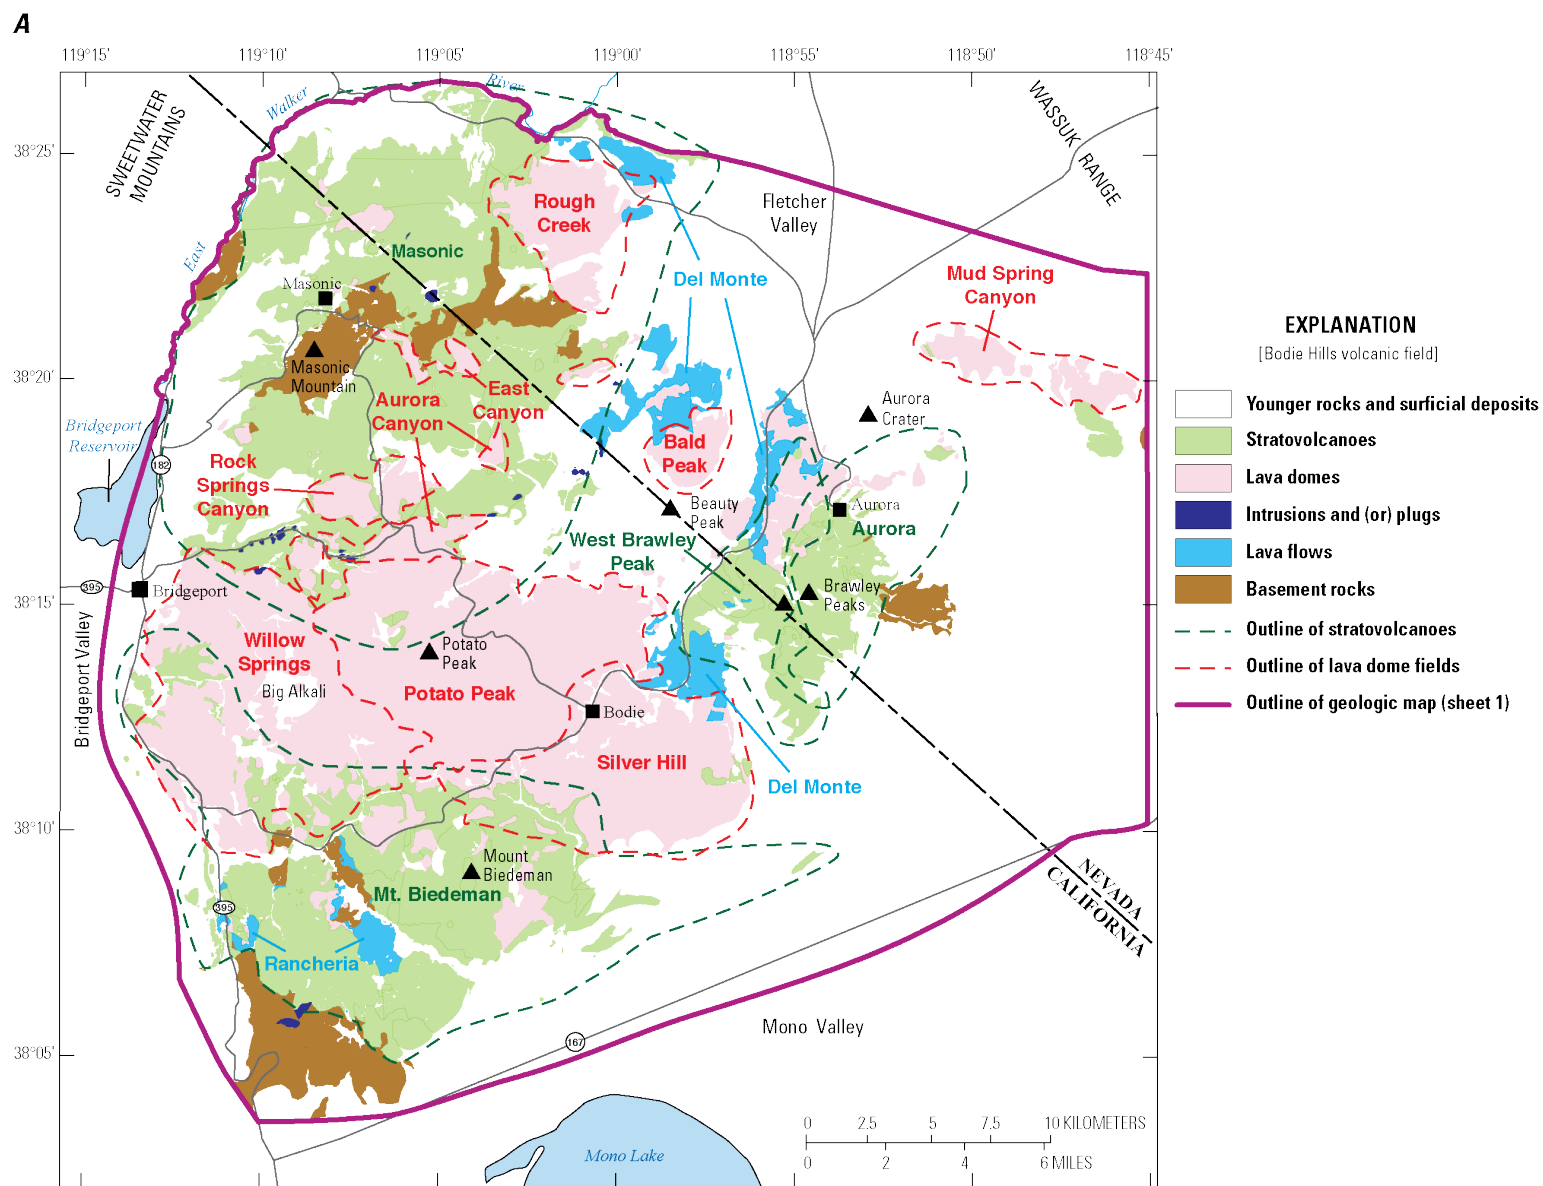 A
119°15'
119°10'
119°05'
119°00'
118°55'
118°50'
118°45'
38°25'
38°20'
38°15'
38°10'
38°05'
SWEETWATER
MOUNTAINS
Walker
River
East
WASSUK RANGE
Fletcher
Valley
Rough
Creek
Masonic
Masonic
Del Monte
Mud Spring
Canyon
Masonic
Mountain
East
Canyon
Aurora
Canyon
Aurora
Crater
Bridgeport
Reservoir
182
Rock
Springs
Canyon
Bald
Peak
Beauty
Peak
Aurora
Aurora
West Brawley
Peak
Brawley
Peaks
395
Bridgeport
Bridgeport Valley
Willow
Springs
Big Alkali
Potato
Peak
Potato Peak
Bodie
Silver Hill
Del Monte
Mount
Biedeman
Mt. Biedeman
395
Rancheria
NEVADA
CALIFORNIA
Mono Valley
167
Mono Lake
0 2.5 5 7.5 10 KILOMETERS
0 2 4 6 MILES
EXPLANATION
[Bodie Hills volcanic field]
Younger rocks and surficial deposits
Stratovolcanoes
Lava domes
Intrusions and (or) plugs
Lava flows
Basement rocks
Outline of stratovolcanoes
Outline of lava dome fields
Outline of geologic map (sheet 1)